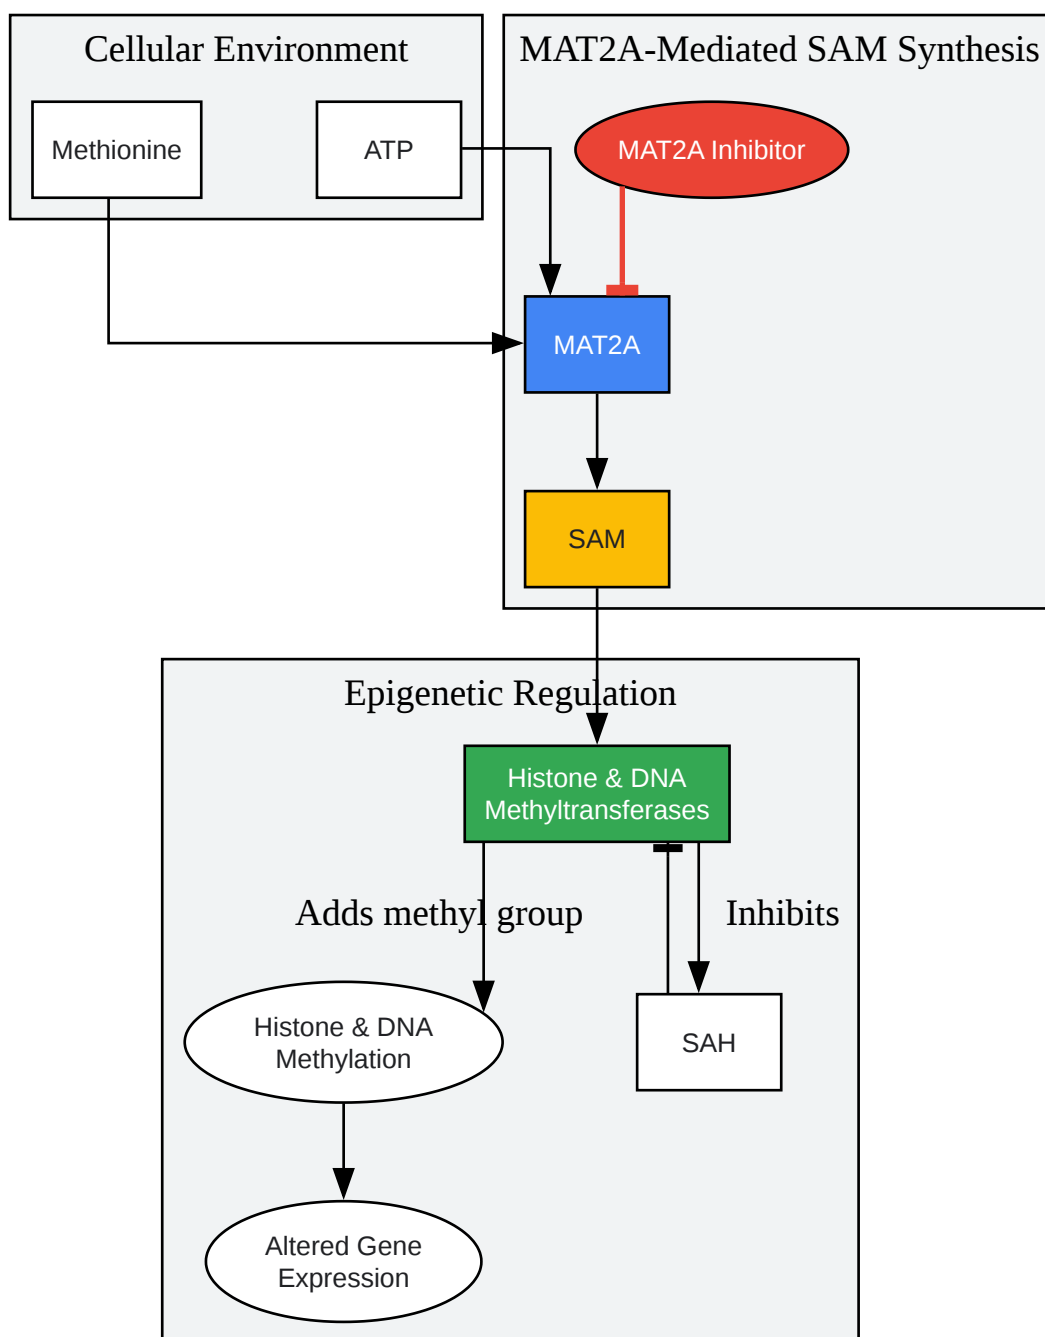 Cellular Environment
MAT2A-Mediated SAM Synthesis
Methionine
ATP
MAT2A Inhibitor
MAT2A
SAM
Epigenetic Regulation
Histone & DNA
Methyltransferases
Adds methyl group
Inhibits
Histone & DNA
Methylation
SAH
Altered Gene
Expression